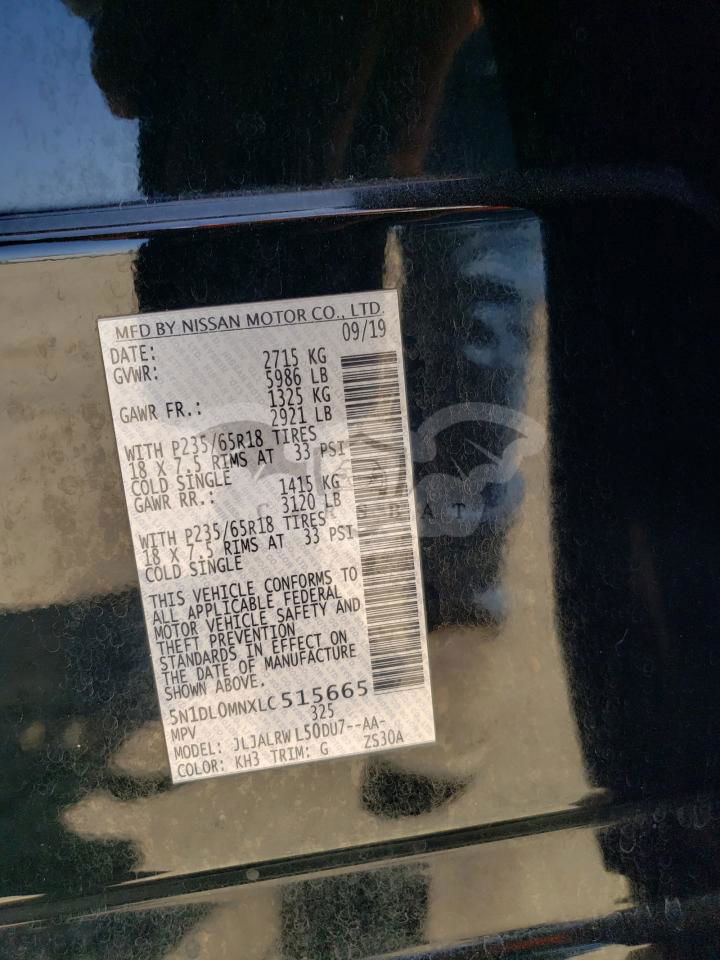 MFD BY NISSAN MOTOR CO., LTD.
DATE: 09/19
GVWR: 2715 KG
5986 LB
GAWR FR.: 1325 KG
2921 LB
WITH P235/65R18 TIRES
18 X 7.5 RIMS AT 33 PSI
COLD SINGLE
GAWR RR.: 1415 KG
3120 LB
WITH P235/65R18 TIRES
18 X 7.5 RIMS AT 33 PSI
COLD SINGLE
THIS VEHICLE CONFORMS TO
ALL APPLICABLE FEDERAL
MOTOR VEHICLE SAFETY AND
THEFT PREVENTION
STANDARDS IN EFFECT ON
THE DATE OF MANUFACTURE
SHOWN ABOVE.
5N1DL0MNXLC515665
MPV 325
MODEL: JLJALRW L50DU7--AA-
COLOR: KH3 TRIM: G ZS30A